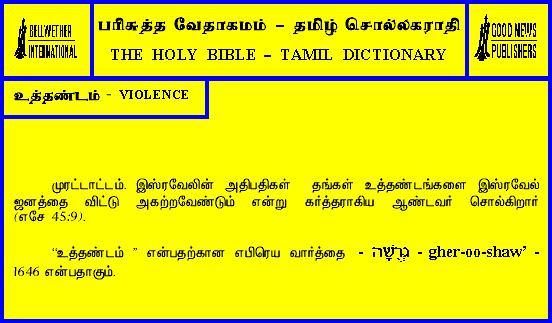 BELLWETHER
INTERNATIONAL
பரிசுத்த வேதாகமம் – தமிழ் சொல்லகராதி
THE HOLY BIBLE – TAMIL DICTIONARY
GOOD NEWS
PUBLISHERS
உத்தண்டம் - VIOLENCE
முரட்டாட்டம். இஸ்ரவேலின் அதிபதிகள் தங்கள் உத்தண்டங்களை இஸ்ரவேல்
ஜனத்தை விட்டு அகற்றவேண்டும் என்று கர்த்தராகிய ஆண்டவர் சொல்கிறார்
(எசே 45:9).
“உத்தண்டம் ” என்பதற்கான எபிரெய வார்த்தை - גְּרֻשָׁה - gher-oo-shaw’ -
1646 என்பதாகும்.